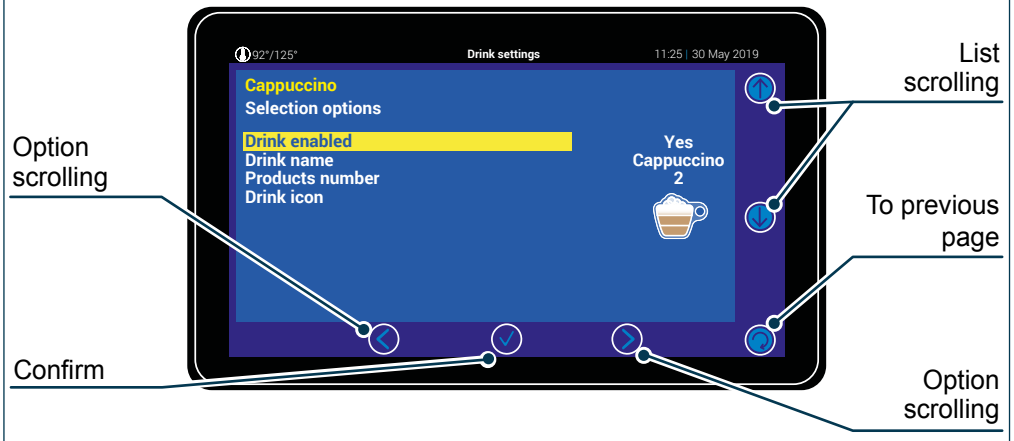 92°/125° Drink settings 11:25 | 30 May 2019
Cappuccino
Selection options
Drink enabled Yes
Drink name Cappuccino
Products number 2
Drink icon
List
scrolling
Option
scrolling
To previous
page
Confirm
Option
scrolling